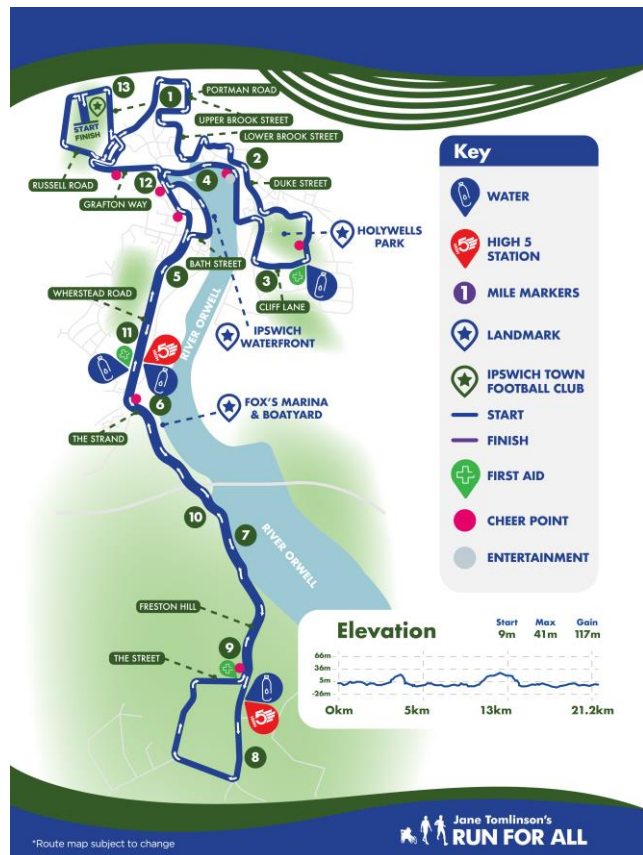 13
1
PORTMAN ROAD
UPPER BROOK STREET
LOWER BROOK STREET
START
FINISH
2
RUSSELL ROAD
GRAFTON WAY
12
4
DUKE STREET
HOLYWELLS
PARK
BATH STREET
5
3
CLIFF LANE
WHERSTEAD ROAD
IPSWICH
WATERFRONT
RIVER ORWELL
11
5
6
FOX'S MARINA
& BOATYARD
THE STRAND
10
7
RIVER ORWELL
FRESTON HILL
9
THE STREET
5
8
Key
WATER
5
HIGH 5
STATION
1
MILE MARKERS
LANDMARK
IPSWICH TOWN
FOOTBALL CLUB
START
FINISH
FIRST AID
CHEER POINT
ENTERTAINMENT
Elevation
Start Max Gain
9m 41m 117m
66m
36m
5m
-26m
0km 5km 13km 21.2km
*Route map subject to change
Jane Tomlinson's
RUN FOR ALL